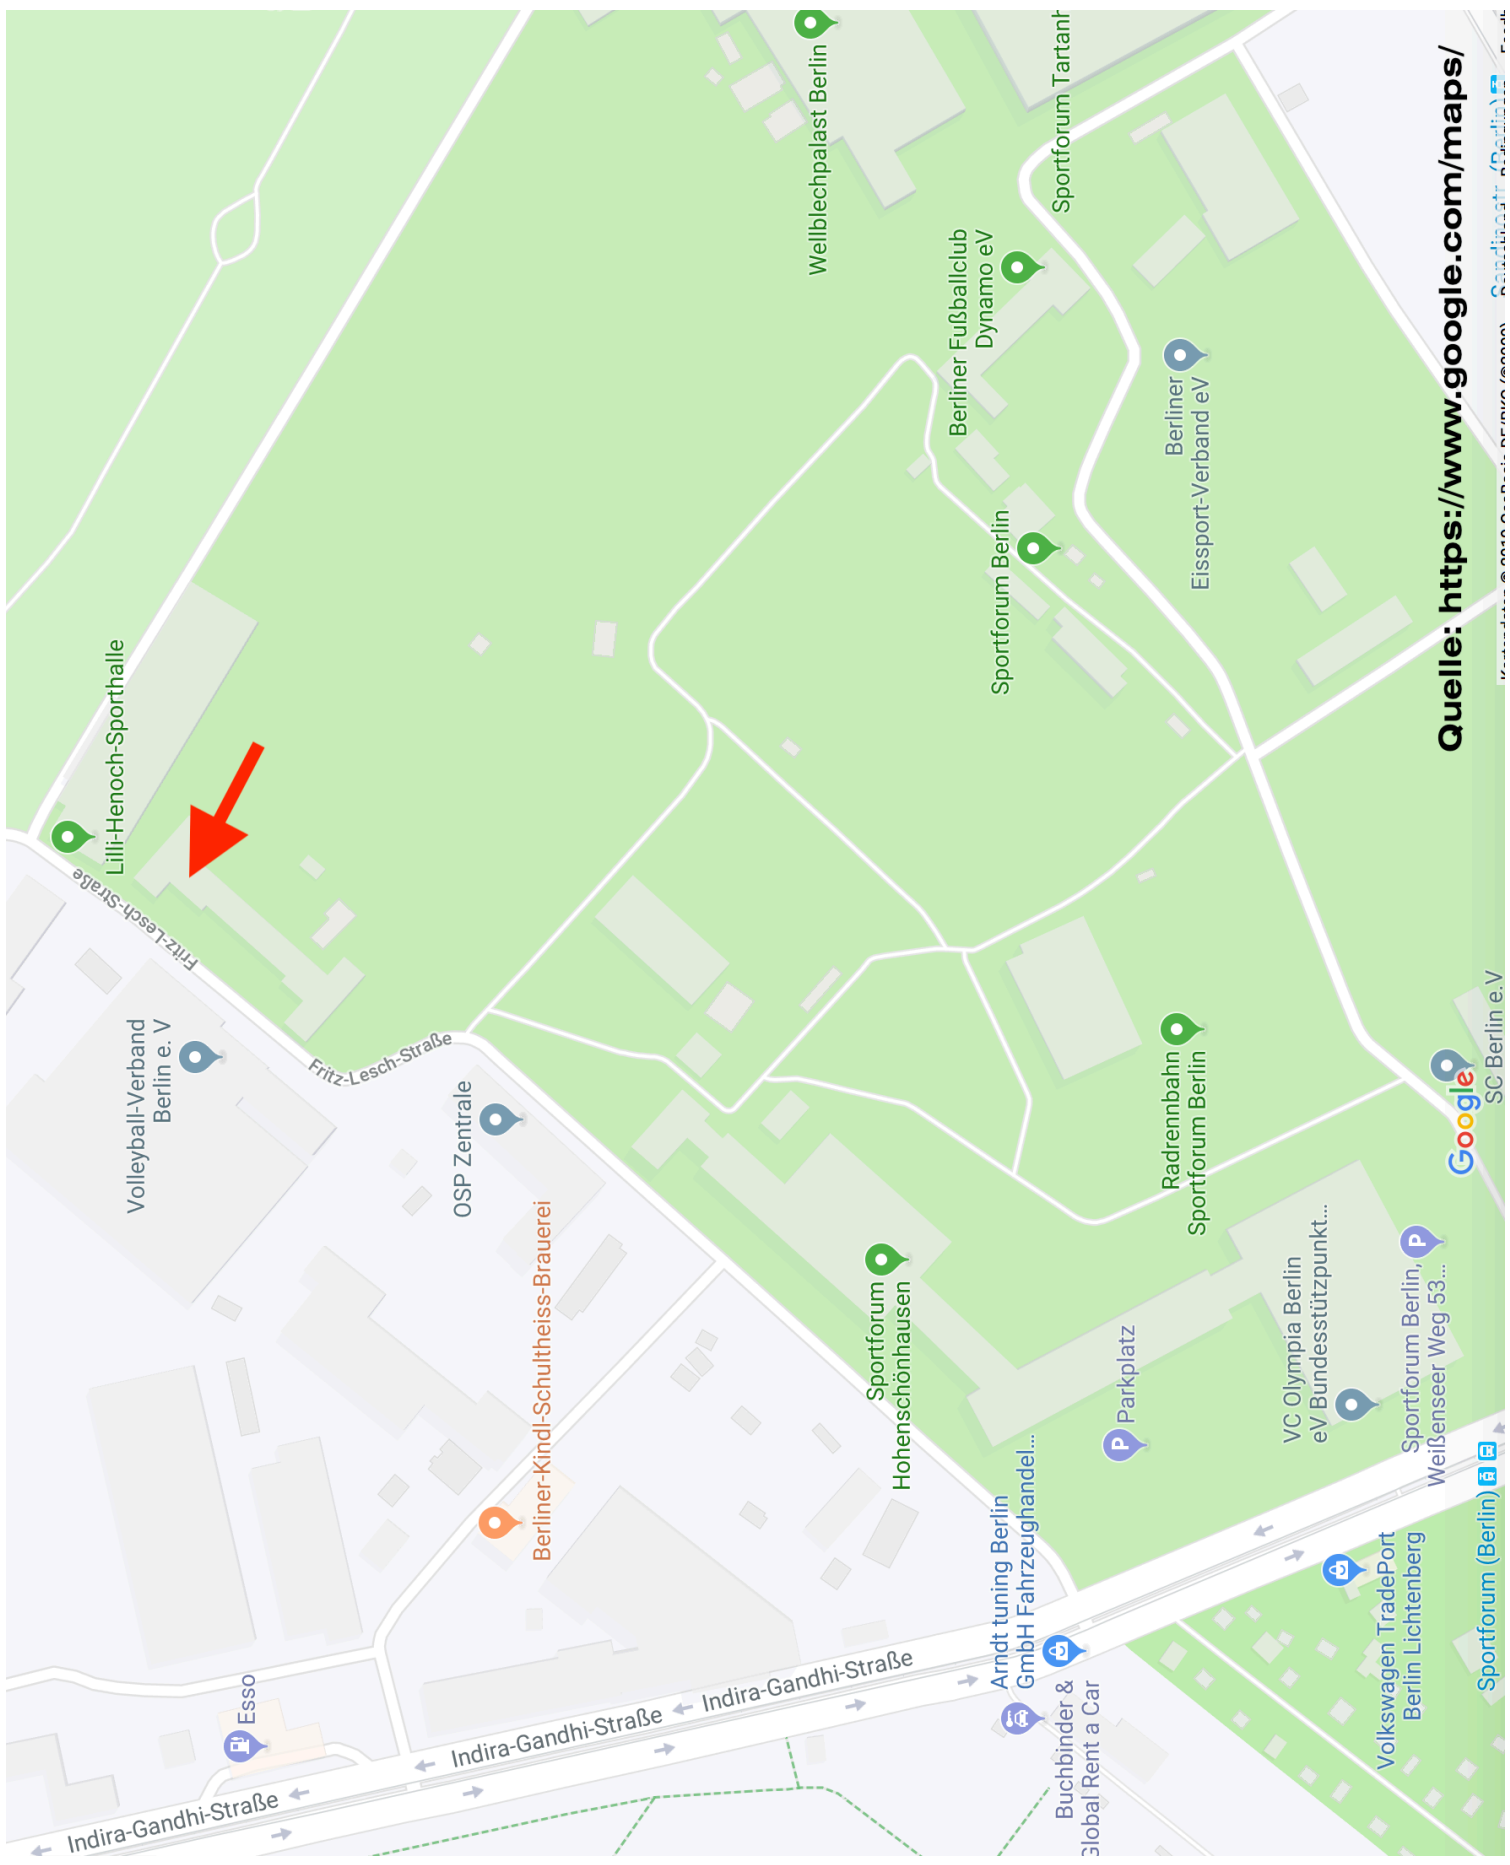 Wellblechpalast Berlin
Sportforum Tartanh
Berliner Fußballclub
Dynamo eV
Berliner
Eissport-Verband eV
Sportforum Berlin
Lilli-Henoch-Sporthalle
Fritz-Lesch-Straße
Fritz-Lesch-Straße
Volleyball-Verband
Berlin e. V
OSP Zentrale
Berliner-Kindl-Schultheiss-Brauerei
Sportforum
Hohenschönhausen
Radrennbahn
Sportforum Berlin
SC Berlin e.V
Google
P Parkplatz
VC Olympia Berlin
eV Bundesstützpunkt...
P
Sportforum Berlin,
Weißenseer Weg 53...
Arndt tuning Berlin
GmbH Fahrzeughandel...
Buchbinder &
Global Rent a Car
Volkswagen TradePort
Berlin Lichtenberg
Sportforum (Berlin)
Esso
Indira-Gandhi-Straße
Indira-Gandhi-Straße
Indira-Gandhi-Straße
Quelle: https://www.google.com/maps/